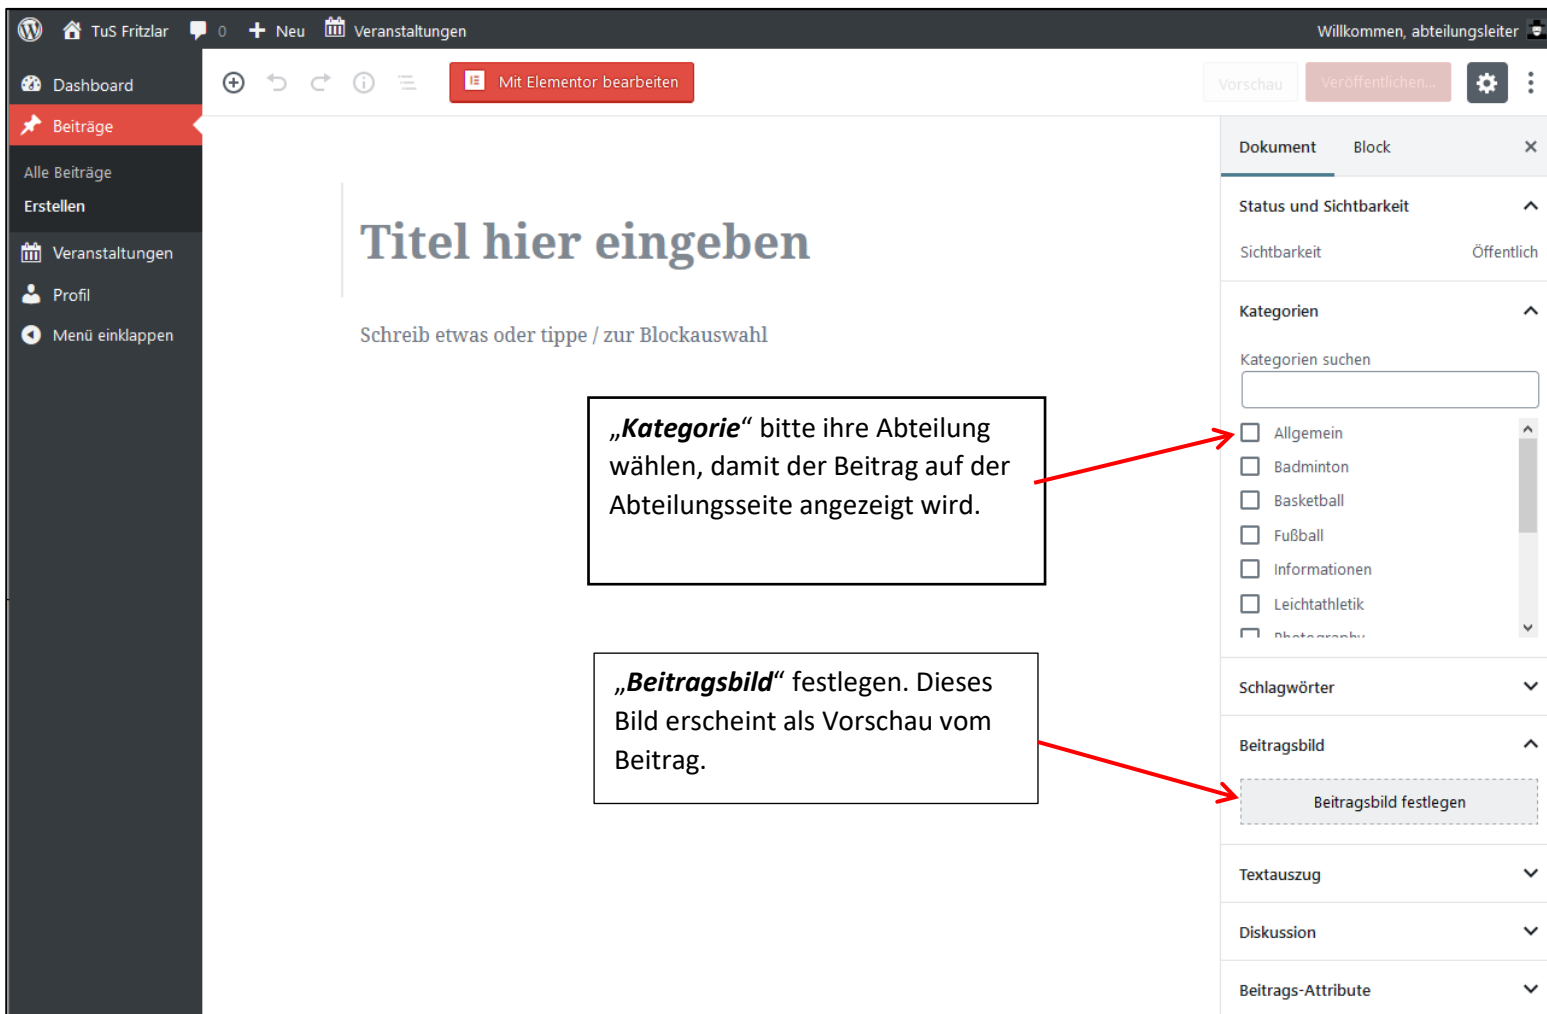 TuS Fritzlar 0 Neu Veranstaltungen Willkommen, abteilungsleiter
Dashboard
Beiträge
Alle Beiträge
Erstellen
Veranstaltungen
Profil
Menü einklappen
Mit Elementor bearbeiten Vorschau Veröffentlichen...
Titel hier eingeben
Schreib etwas oder tippe / zur Blockauswahl
„Kategorie“ bitte ihre Abteilung
wählen, damit der Beitrag auf der
Abteilungsseite angezeigt wird.
„Beitragsbild“ festlegen. Dieses
Bild erscheint als Vorschau vom
Beitrag.
Dokument Block
Status und Sichtbarkeit
Sichtbarkeit Öffentlich
Kategorien
Kategorien suchen
Allgemein
Badminton
Basketball
Fußball
Informationen
Leichtathletik
Photography
Schlagwörter
Beitragsbild
Beitragsbild festlegen
Textauszug
Diskussion
Beitrags-Attribute